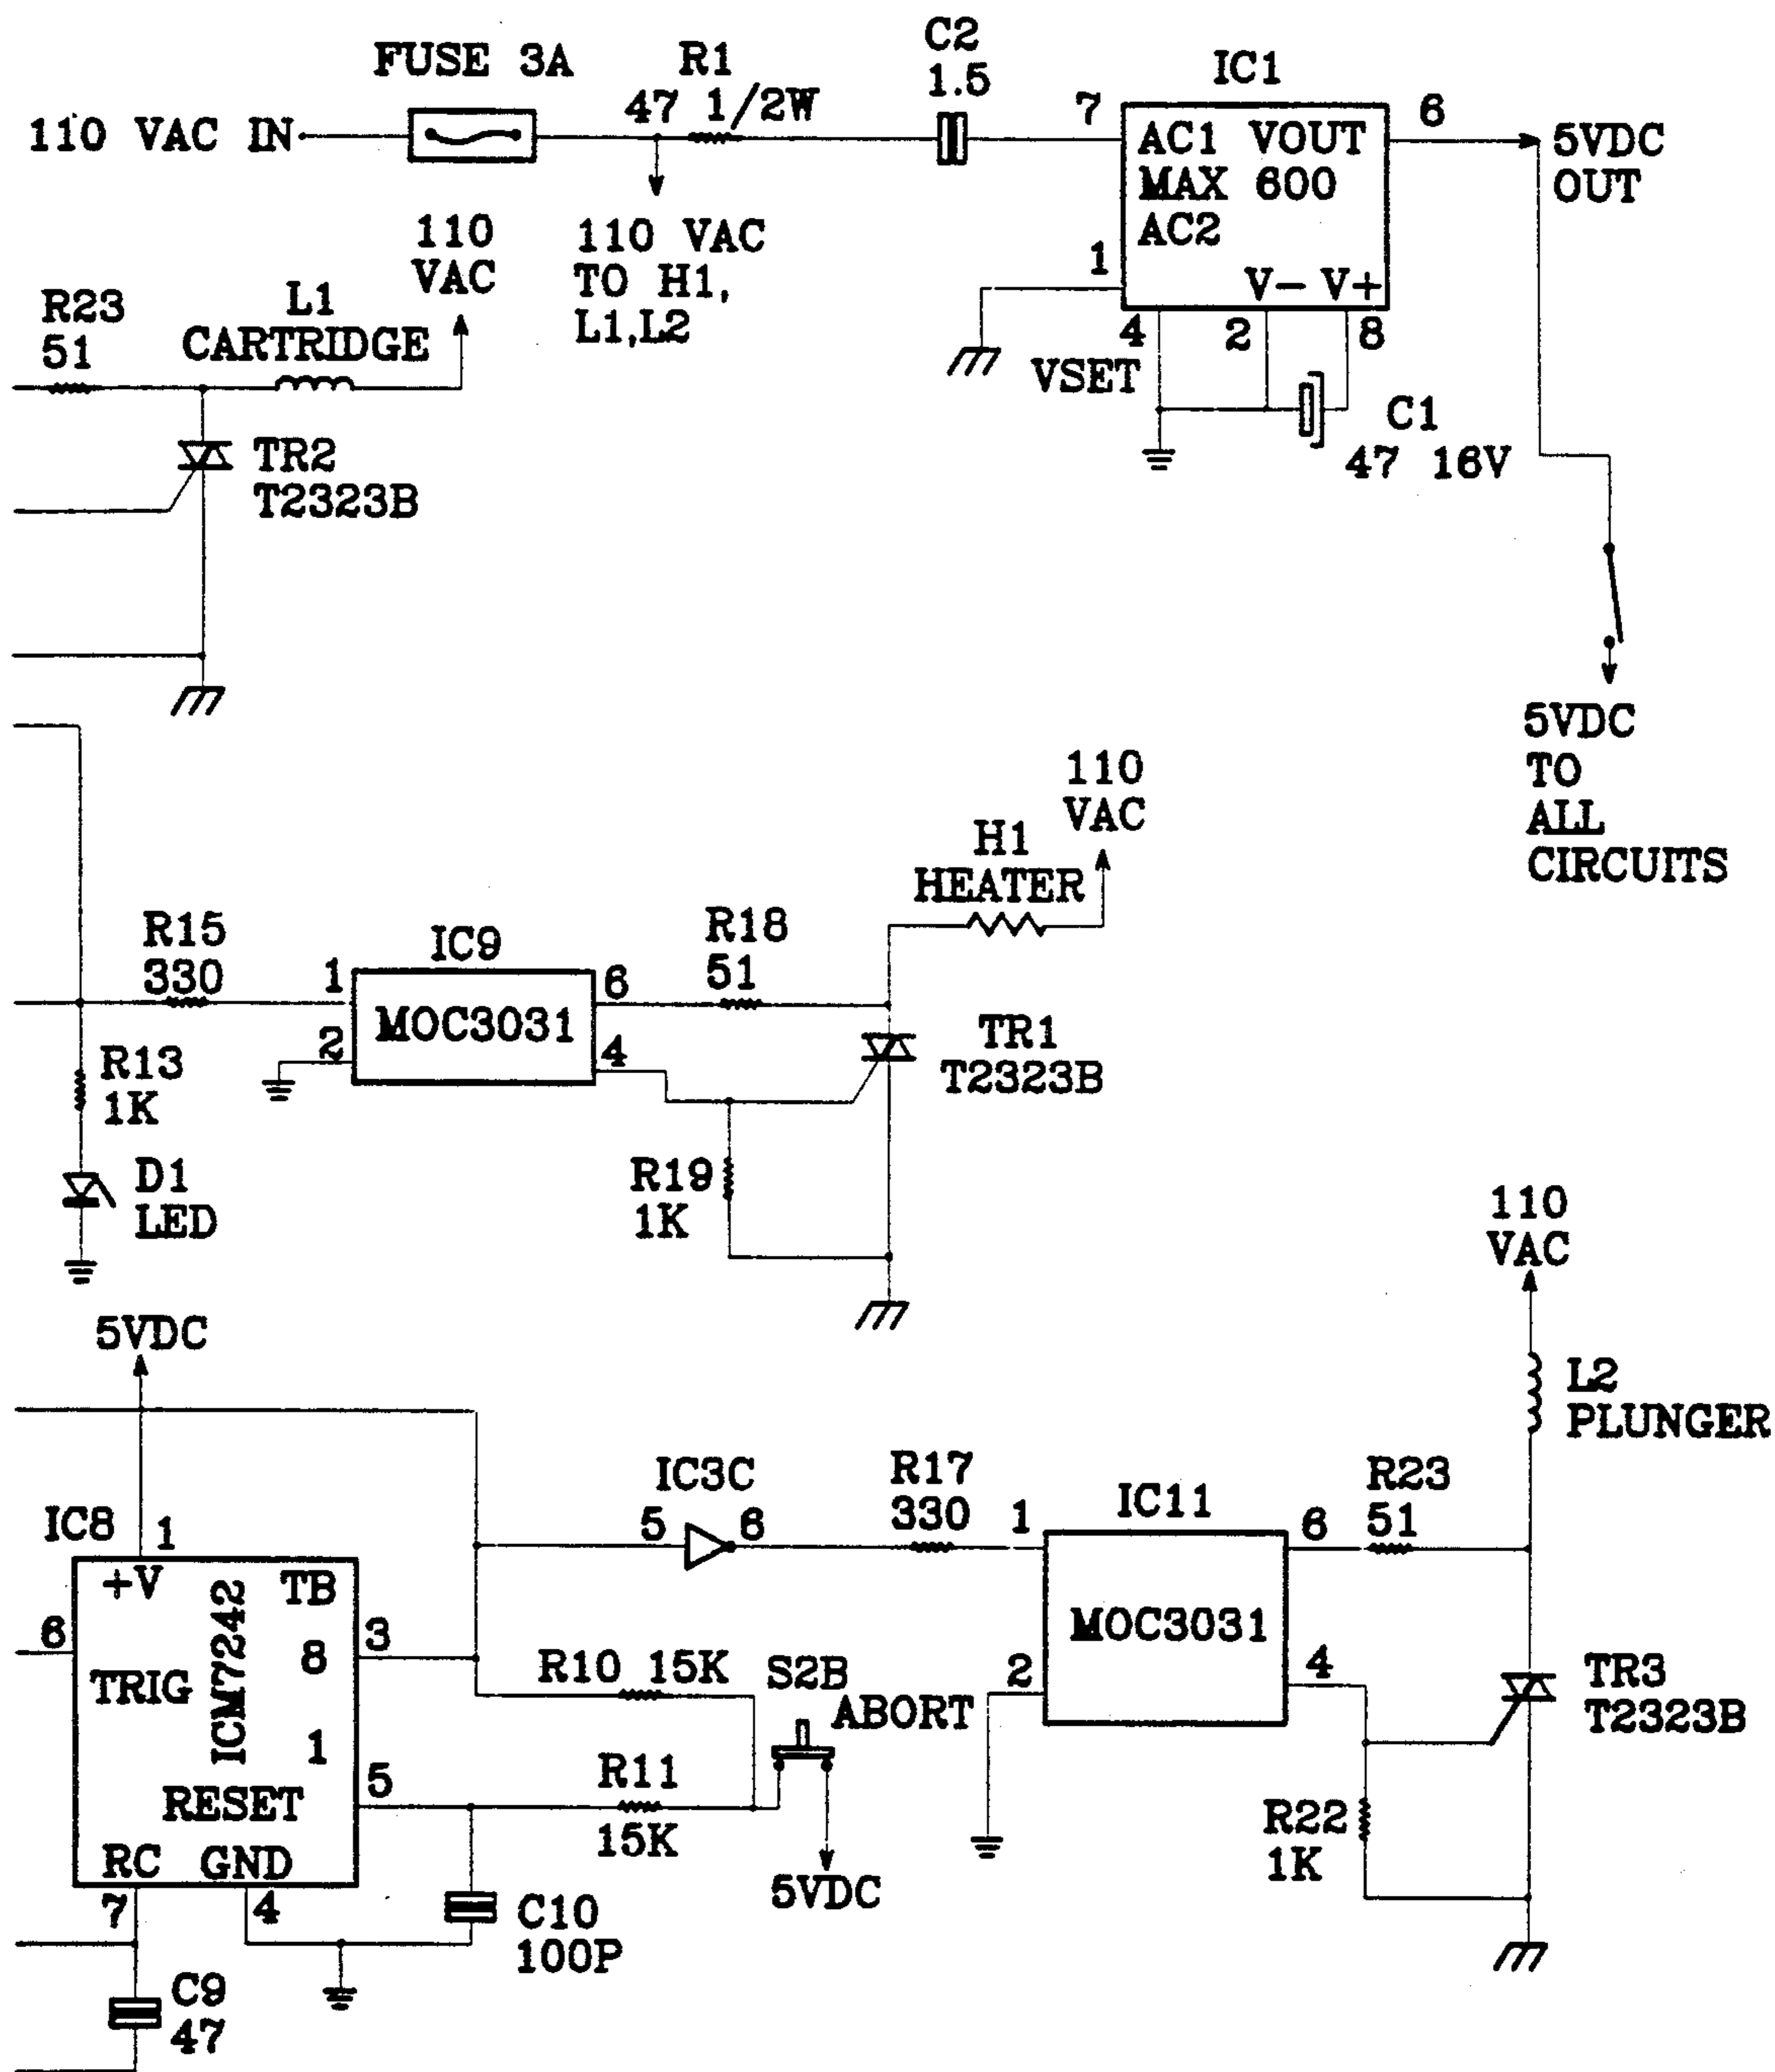 FUSE 3A
R1
47 1/2W
C2
1.5
IC1
110 VAC IN
7
6
AC1 VOUT
MAX 600
AC2
V- V+
1
4
2
8
5VDC
OUT
110 VAC
TO H1,
L1,L2
110
VAC
R23
51
L1
CARTRIDGE
VSET
C1
47 16V
TR2
T2323B
5VDC
TO
ALL
CIRCUITS
110
VAC
H1
HEATER
R15
330
IC9
1
2
MOC3031
6
4
R18
51
TR1
T2323B
R13
1K
R19
1K
D1
LED
110
VAC
5VDC
L2
PLUNGER
IC8
1
IC3C
5
6
R17
330
IC11
1
6
R23
51
+V
TB
ICM7242
6
TRIG
8
3
1
RESET
5
RC
GND
7
4
R10 15K
S2B
ABORT
R11
15K
5VDC
MOC3031
2
4
TR3
T2323B
R22
1K
C10
100P
C9
47